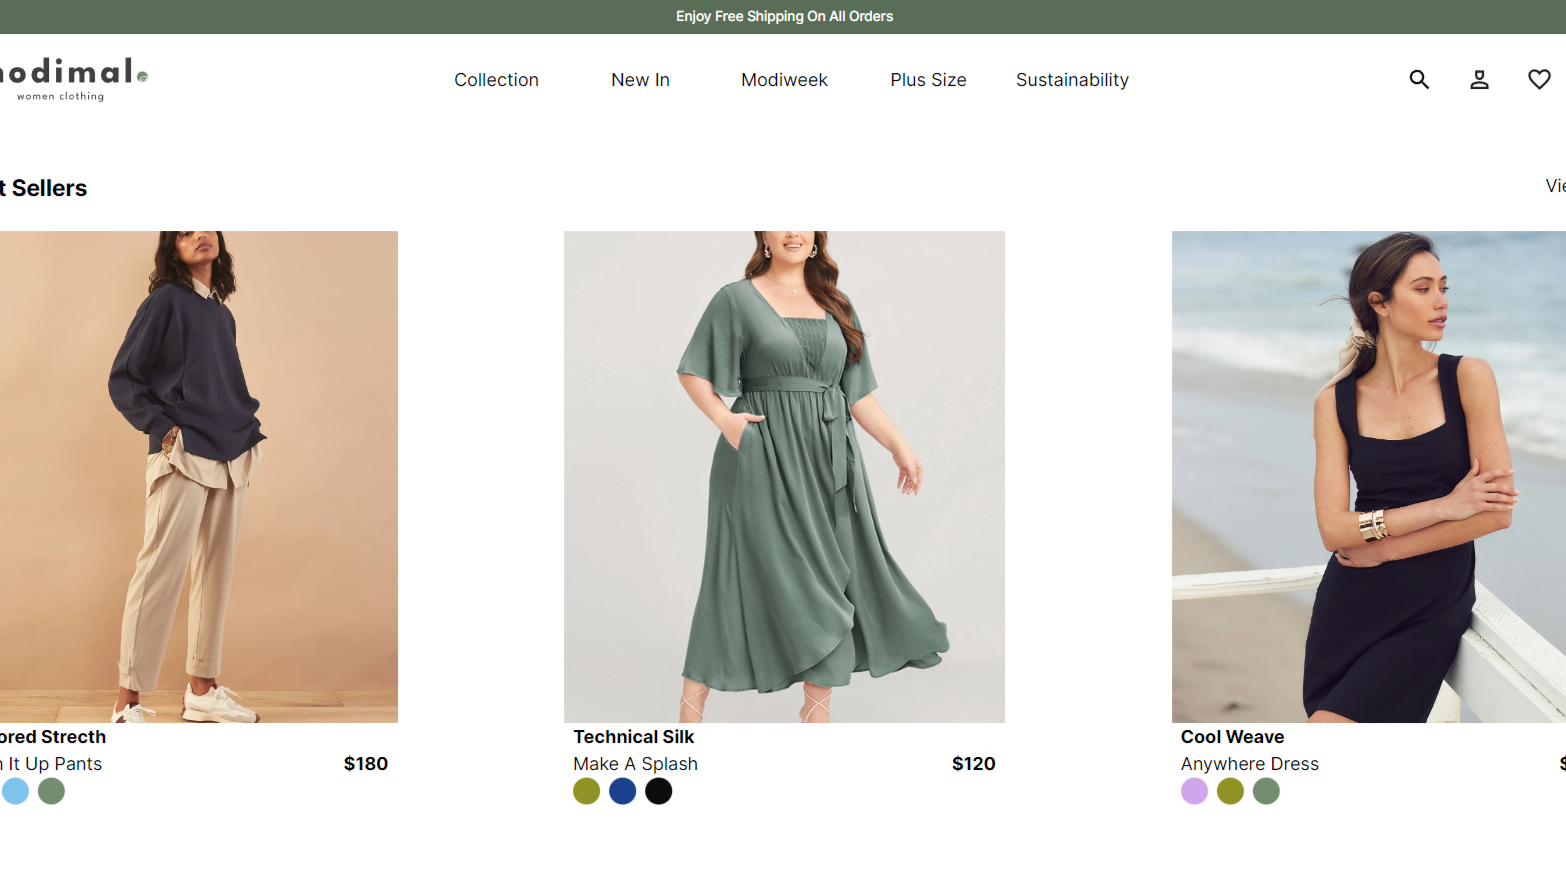 Enjoy Free Shipping On All Orders
odimal
women clothing
Collection New In Modiweek Plus Size Sustainability
t Sellers
Vie
ored Strecth
It Up Pants
$180
Technical Silk
Make A Splash
$120
Cool Weave
Anywhere Dress